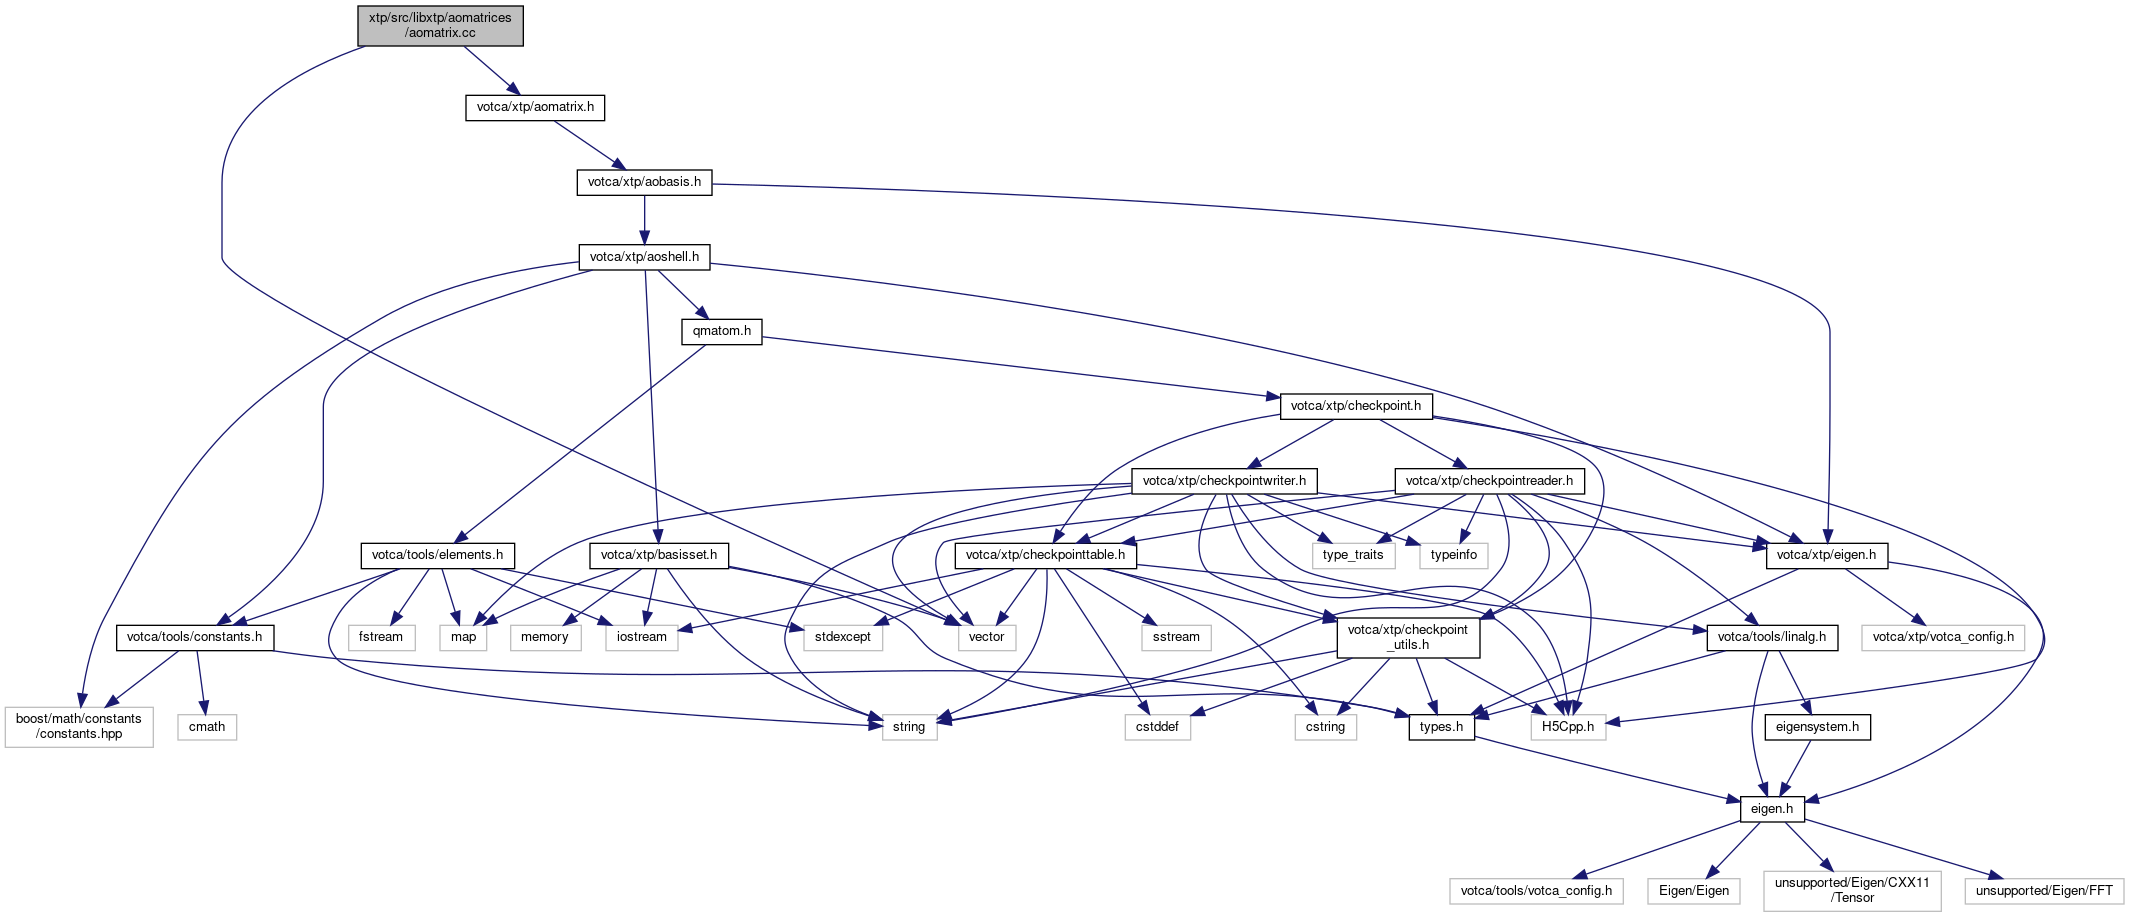 xtp/src/libxtp/aomatrices
/aomatrix.cc
votca/xtp/aomatrix.h
votca/xtp/aobasis.h
votca/xtp/aoshell.h
qmatom.h
votca/xtp/checkpoint.h
votca/xtp/checkpointwriter.h
votca/xtp/checkpointreader.h
votca/tools/elements.h
votca/xtp/basisset.h
votca/xtp/checkpointtable.h
type_traits
typeinfo
votca/xtp/eigen.h
votca/tools/constants.h
fstream
map
memory
iostream
stdexcept
vector
sstream
votca/xtp/checkpoint
_utils.h
votca/tools/linalg.h
votca/xtp/votca_config.h
boost/math/constants
/constants.hpp
cmath
string
cstddef
cstring
types.h
H5Cpp.h
eigensystem.h
eigen.h
votca/tools/votca_config.h
Eigen/Eigen
unsupported/Eigen/CXX11
/Tensor
unsupported/Eigen/FFT